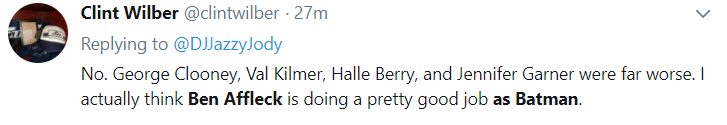 Clint Wilber @clintwilber · 27m
Replying to @DJJazzyJody
No. George Clooney, Val Kilmer, Halle Berry, and Jennifer Garner were far worse. I
actually think Ben Affleck is doing a pretty good job as Batman.